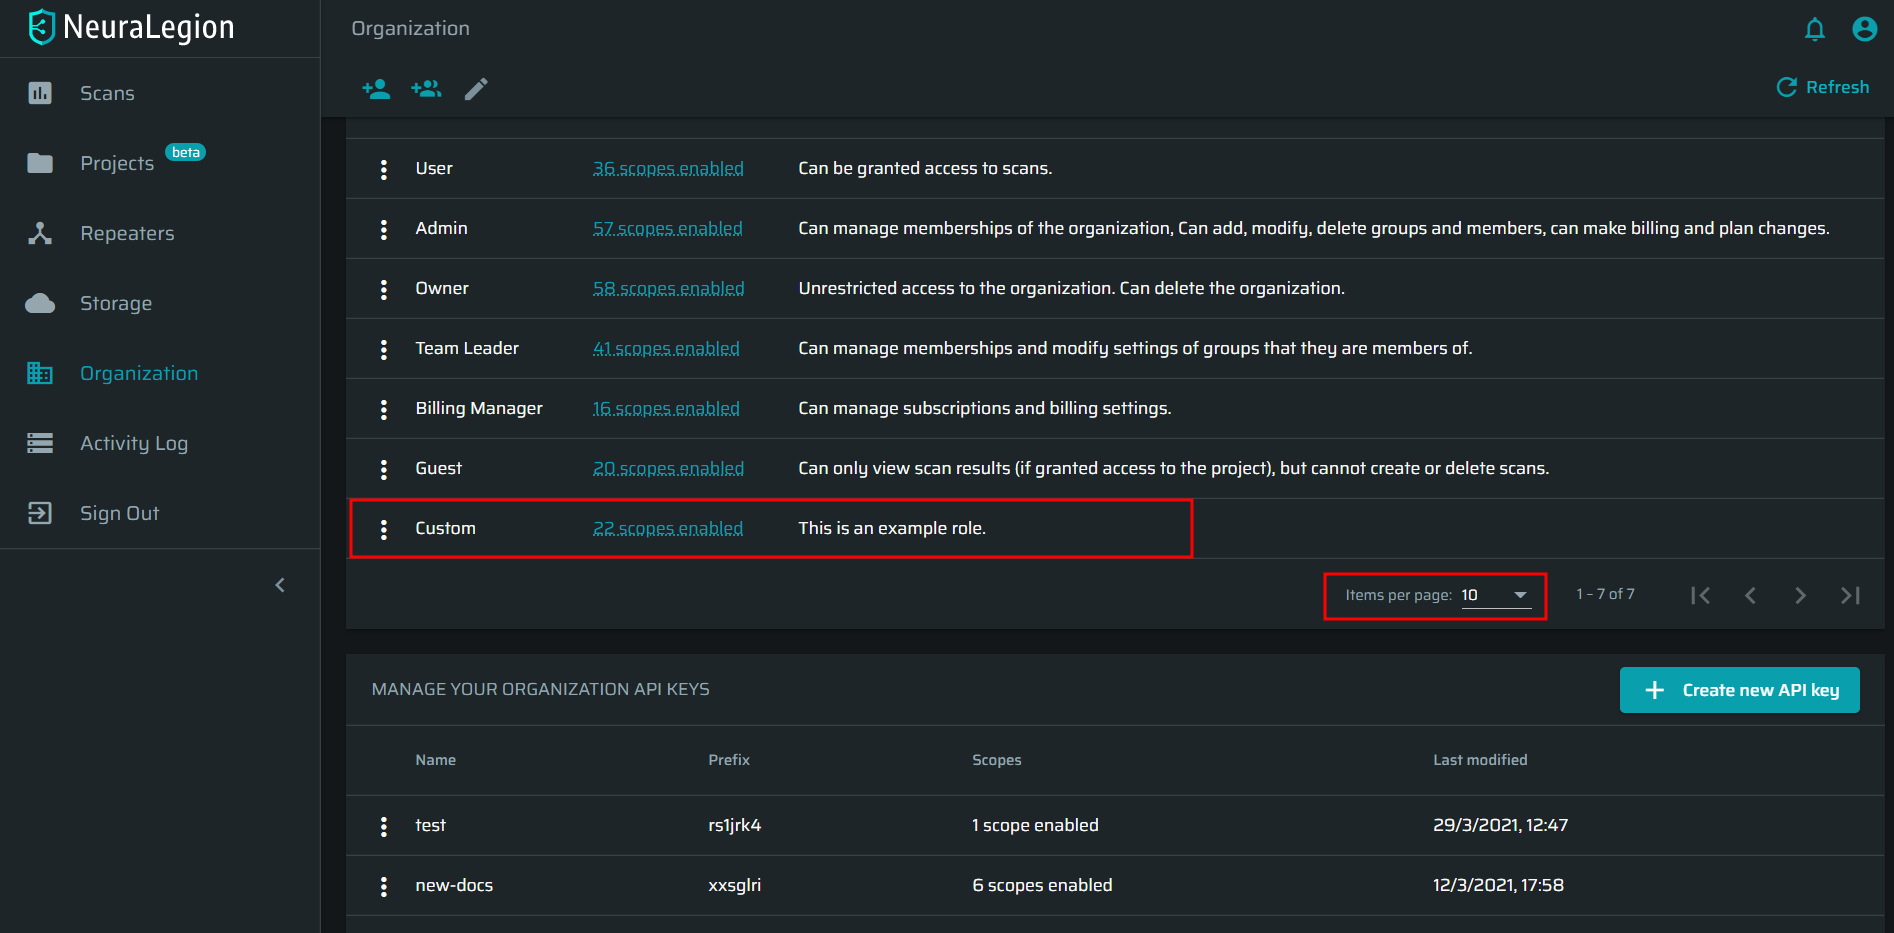 NeuraLegion
Organization
Scans
Projects beta
Repeaters
Storage
Organization
Activity Log
Sign Out
Refresh
User 36 scopes enabled Can be granted access to scans.
Admin 57 scopes enabled Can manage memberships of the organization, Can add, modify, delete groups and members, can make billing and plan changes.
Owner 58 scopes enabled Unrestricted access to the organization. Can delete the organization.
Team Leader 41 scopes enabled Can manage memberships and modify settings of groups that they are members of.
Billing Manager 16 scopes enabled Can manage subscriptions and billing settings.
Guest 20 scopes enabled Can only view scan results (if granted access to the project), but cannot create or delete scans.
Custom 22 scopes enabled This is an example role.
Items per page: 10 1 – 7 of 7
MANAGE YOUR ORGANIZATION API KEYS
Create new API key
Name Prefix Scopes Last modified
test rs1jrk4 1 scope enabled 29/3/2021, 12:47
new-docs xxsglri 6 scopes enabled 12/3/2021, 17:58